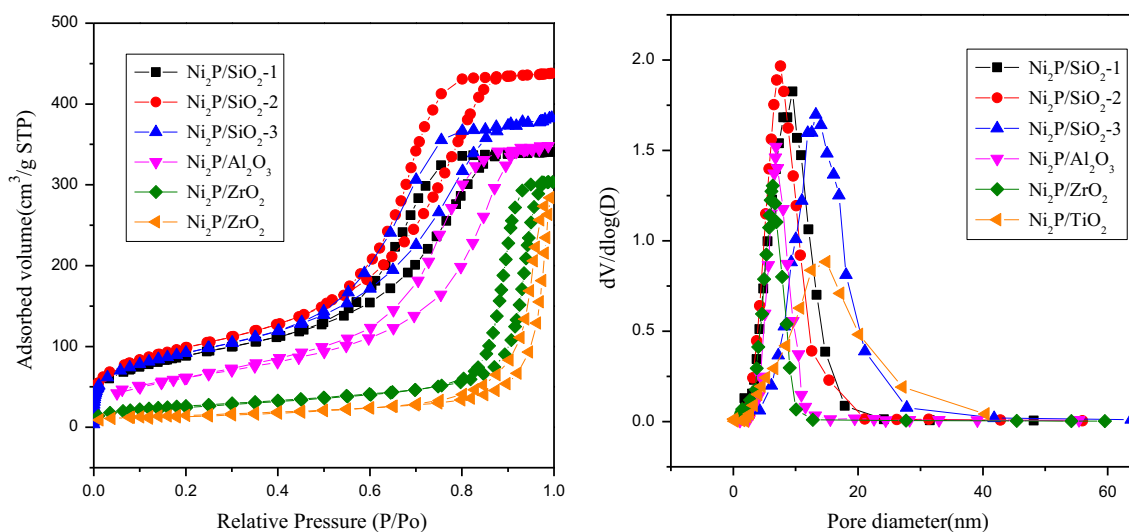 500
400
300
200
100
0
0.0 0.2 0.4 0.6 0.8 1.0
Adsorbed volume(cm³/g STP)
Relative Pressure (P/Po)
Ni₂P/SiO₂-1
Ni₂P/SiO₂-2
Ni₂P/SiO₂-3
Ni₂P/Al₂O₃
Ni₂P/ZrO₂
Ni₂P/ZrO₂
2.0
1.5
1.0
0.5
0.0
0 20 40 60
dV/dlog(D)
Pore diameter(nm)
Ni₂P/SiO₂-1
Ni₂P/SiO₂-2
Ni₂P/SiO₂-3
Ni₂P/Al₂O₃
Ni₂P/ZrO₂
Ni₂P/TiO₂